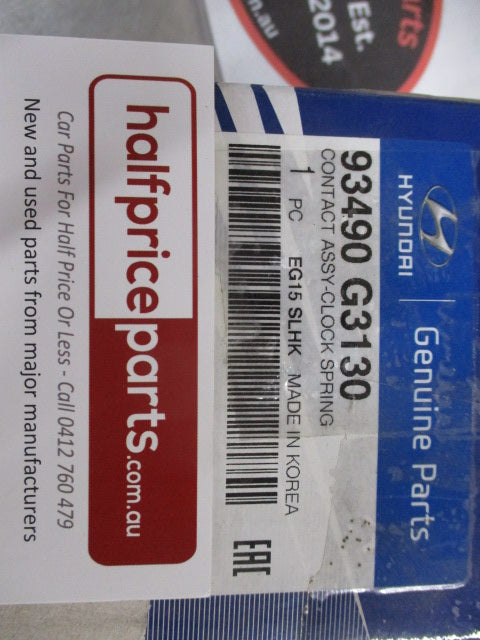 arts
Est.
2014
.au
HYUNDAI
Genuine Parts
93490 G3130
CONTACT ASSY-CLOCK SPRING
1 PC EG15 SLHK MADE IN KOREA
EAC
halfpriceparts.com.au
Car Parts For Half Price Or Less - Call 0412 760 479
New and used parts from major manufacturers